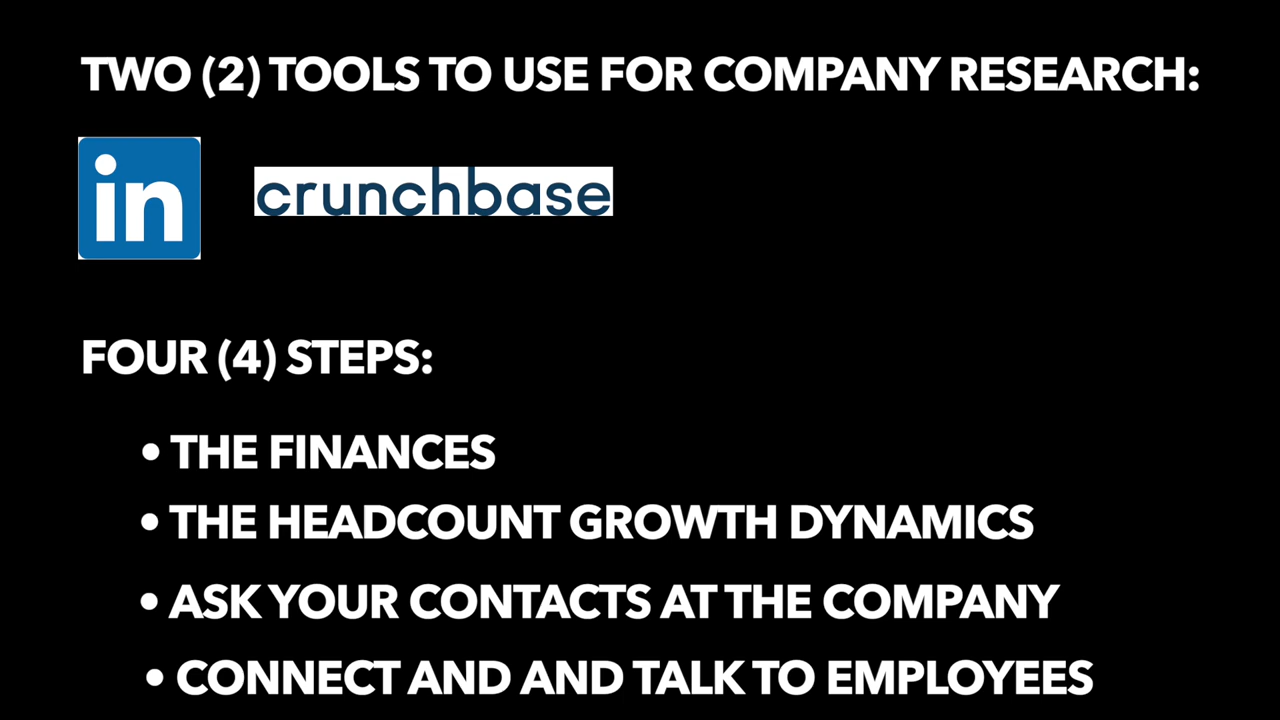 TWO (2) TOOLS TO USE FOR COMPANY RESEARCH:
in
crunchbase
FOUR (4) STEPS:
• THE FINANCES
• THE HEADCOUNT GROWTH DYNAMICS
• ASK YOUR CONTACTS AT THE COMPANY
• CONNECT AND AND TALK TO EMPLOYEES